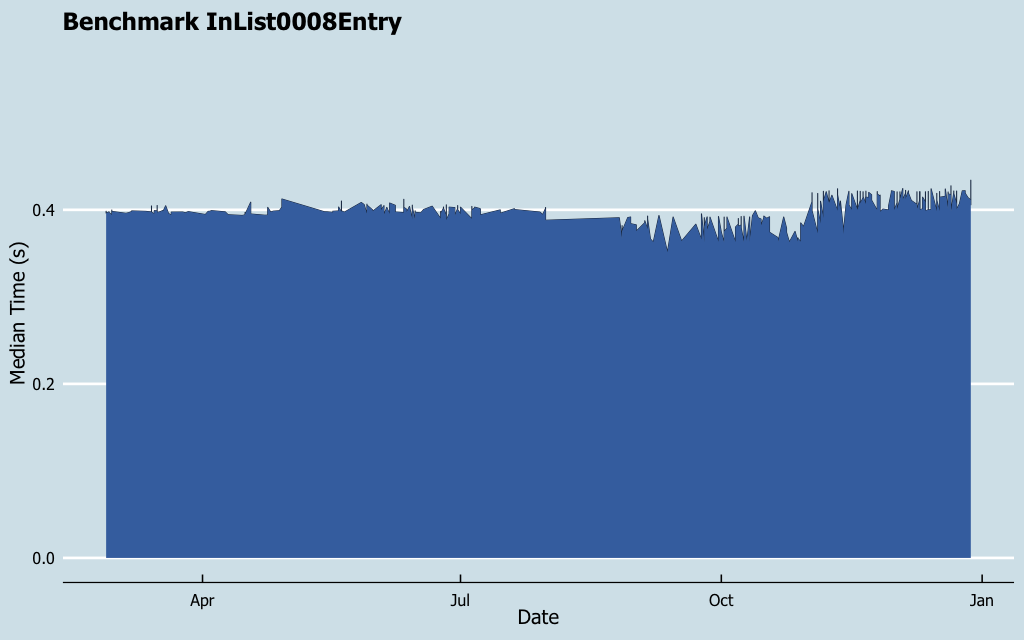 Benchmark InList0008Entry
Median Time (s)
0.4
0.2
0.0
Apr
Jul
Oct
Jan
Date